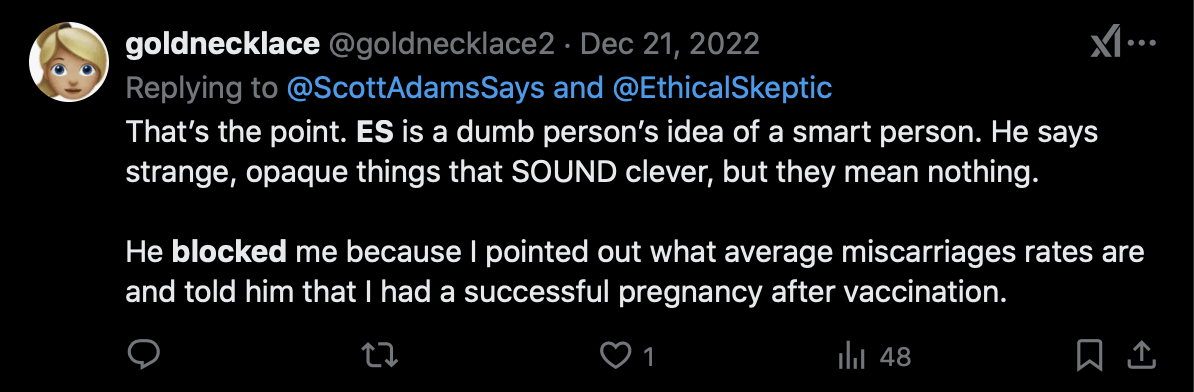 goldnecklace @goldnecklace2 · Dec 21, 2022
Replying to @ScottAdamsSays and @EthicalSkeptic
That’s the point. ES is a dumb person’s idea of a smart person. He says
strange, opaque things that SOUND clever, but they mean nothing.
He blocked me because I pointed out what average miscarriages rates are
and told him that I had a successful pregnancy after vaccination.
1 48